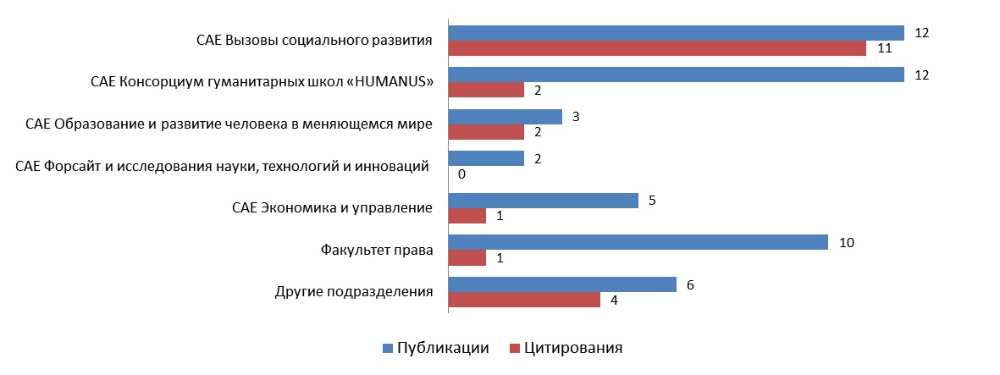 САЕ Вызовы социального развития
12
11
САЕ Консорциум гуманитарных школ «HUMANUS»
12
2
САЕ Образование и развитие человека в меняющемся мире
3
2
САЕ Форсайт и исследования науки, технологий и инноваций
2
0
САЕ Экономика и управление
5
1
Факультет права
10
1
Другие подразделения
6
4
Публикации
Цитирования